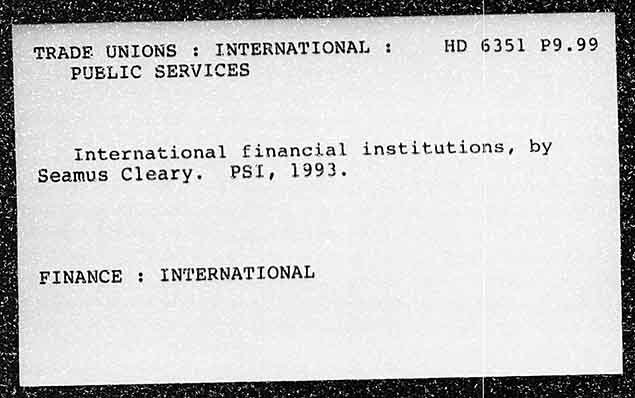 TRADE UNIONS : INTERNATIONAL : HD 6351 P9.99
PUBLIC SERVICES
International financial institutions, by
Seamus Cleary. PSI, 1993.
FINANCE : INTERNATIONAL